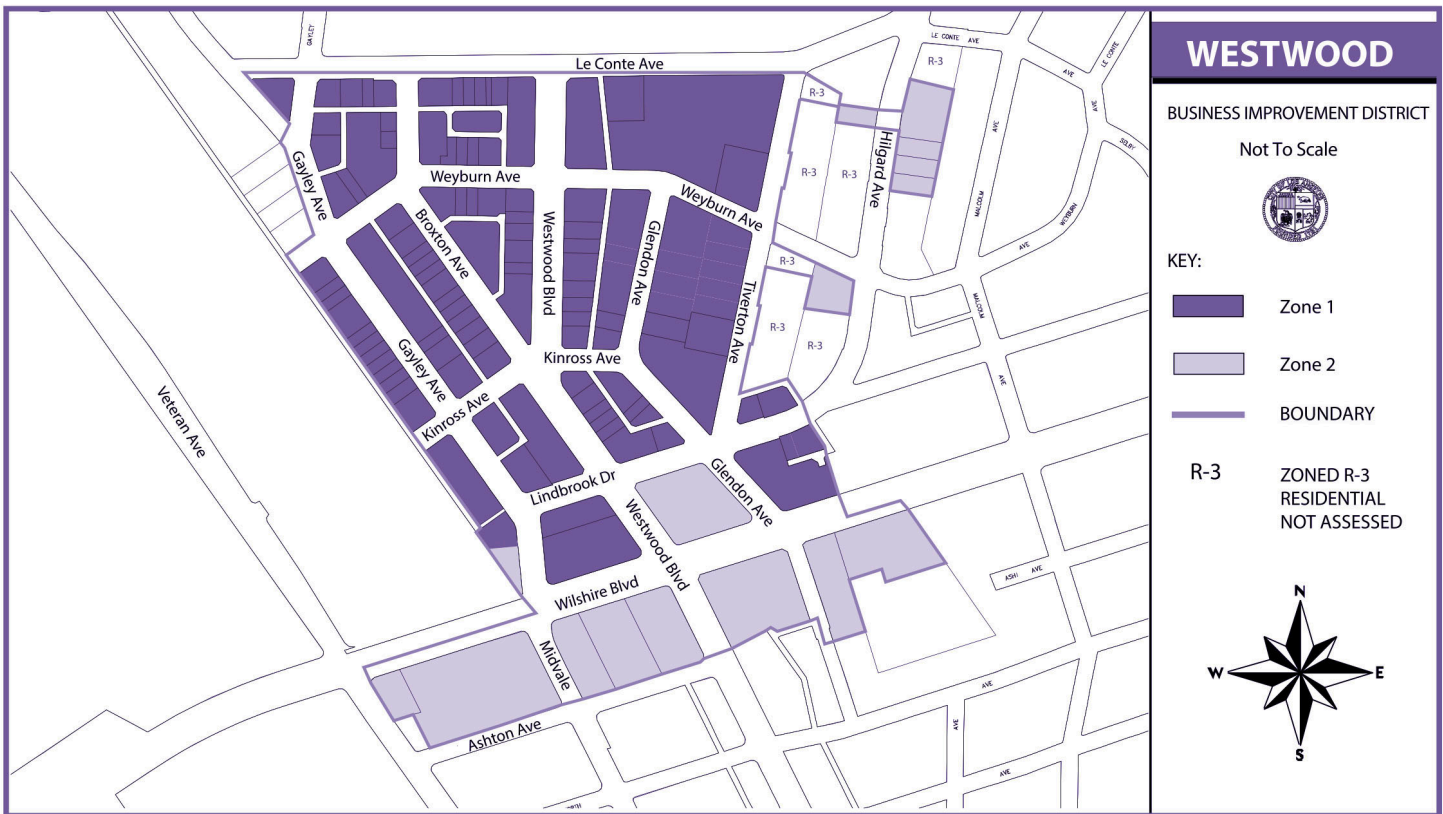 GAYLEY
LE CONTE AVE
LE CONTE
AVE
AVE
SELBY
Le Conte Ave
R-3
R-3
R-3
R-3
Hilgard Ave
AVE
MALCOLM
WEYBURN
AVE
Gayley Ave
Weyburn Ave
Weyburn Ave
Broxton Ave
Westwood Blvd
Glendon Ave
Tiverton Ave
R-3
R-3
R-3
MALCOLM
AVE
Kinross Ave
Gayley Ave
Kinross Ave
Veteran Ave
Lindbrook Dr
Glendon Ave
Westwood Blvd
Wilshire Blvd
ASHI AVE
Midvale
Ashton Ave
AVE
AVE
AVE
WESTWOOD
BUSINESS IMPROVEMENT DISTRICT
Not To Scale
KEY:
Zone 1
Zone 2
BOUNDARY
R-3
ZONED R-3
RESIDENTIAL
NOT ASSESSED
N
W
E
S